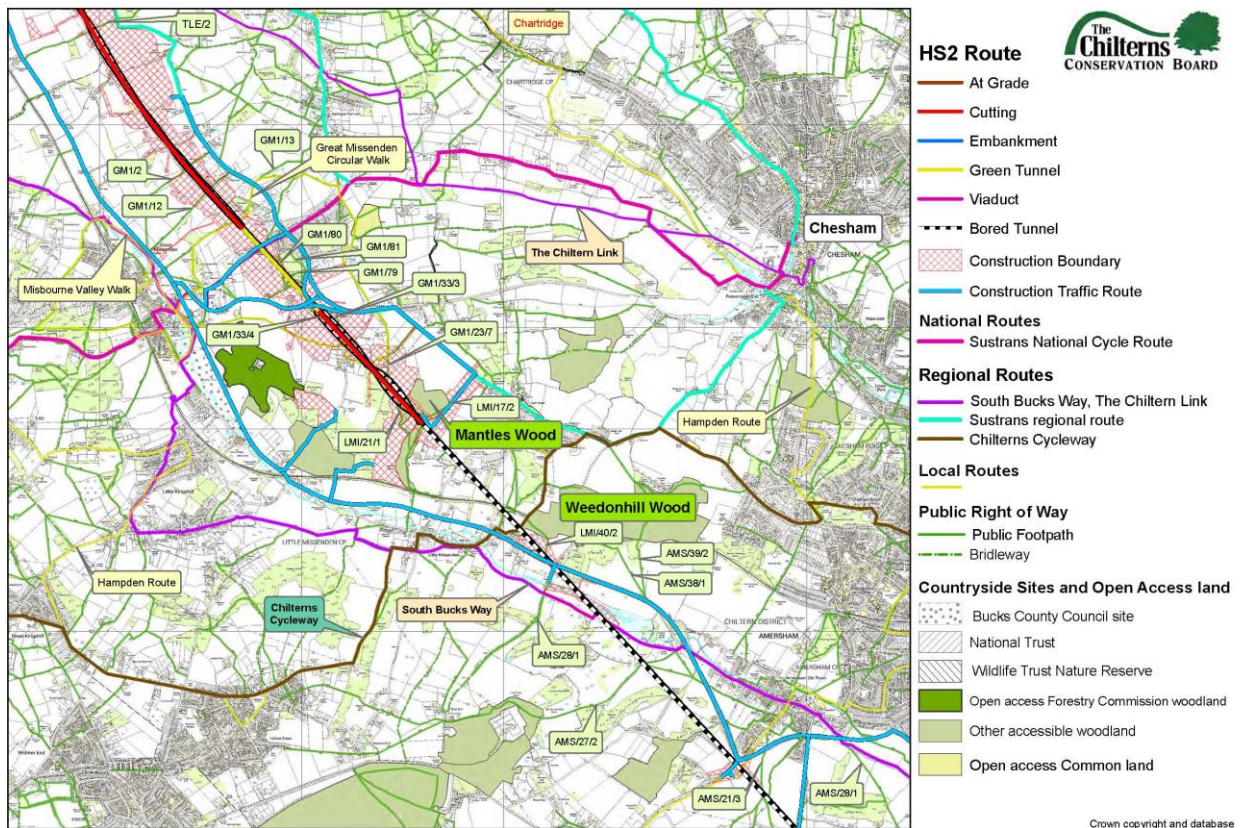 TLE/2
Chartridge
CHARTRIDGE CP
GM1/13
Great Missenden
Circular Walk
GM1/2
GM1/12
GM1/80
GM1/81
GM1/79
The Chiltern Link
Chesham
CHESHAM
Misbourne Valley Walk
GM1/33/3
GM1/33/4
GM1/23/7
LMI/17/2
Hampden Route
LMI/21/1
Mantles Wood
Weedonhill Wood
LMI/40/2
LITTLE MISSENDEN CP
AMS/39/2
Hampden Route
AMS/38/1
Chilterns
Cycleway
South Bucks Way
CHILTERN DISTRICT
AMERSHAM
AMS/28/1
AMS/27/2
AMS/21/3
AMS/28/1
The
Chilterns
CONSERVATION BOARD
HS2 Route
At Grade
Cutting
Embankment
Green Tunnel
Viaduct
Bored Tunnel
Construction Boundary
Construction Traffic Route
National Routes
Sustrans National Cycle Route
Regional Routes
South Bucks Way, The Chiltern Link
Sustrans regional route
Chilterns Cycleway
Local Routes
Public Right of Way
Public Footpath
Bridleway
Countryside Sites and Open Access land
Bucks County Council site
National Trust
Wildlife Trust Nature Reserve
Open access Forestry Commission woodland
Other accessible woodland
Open access Common land
Crown copyright and database